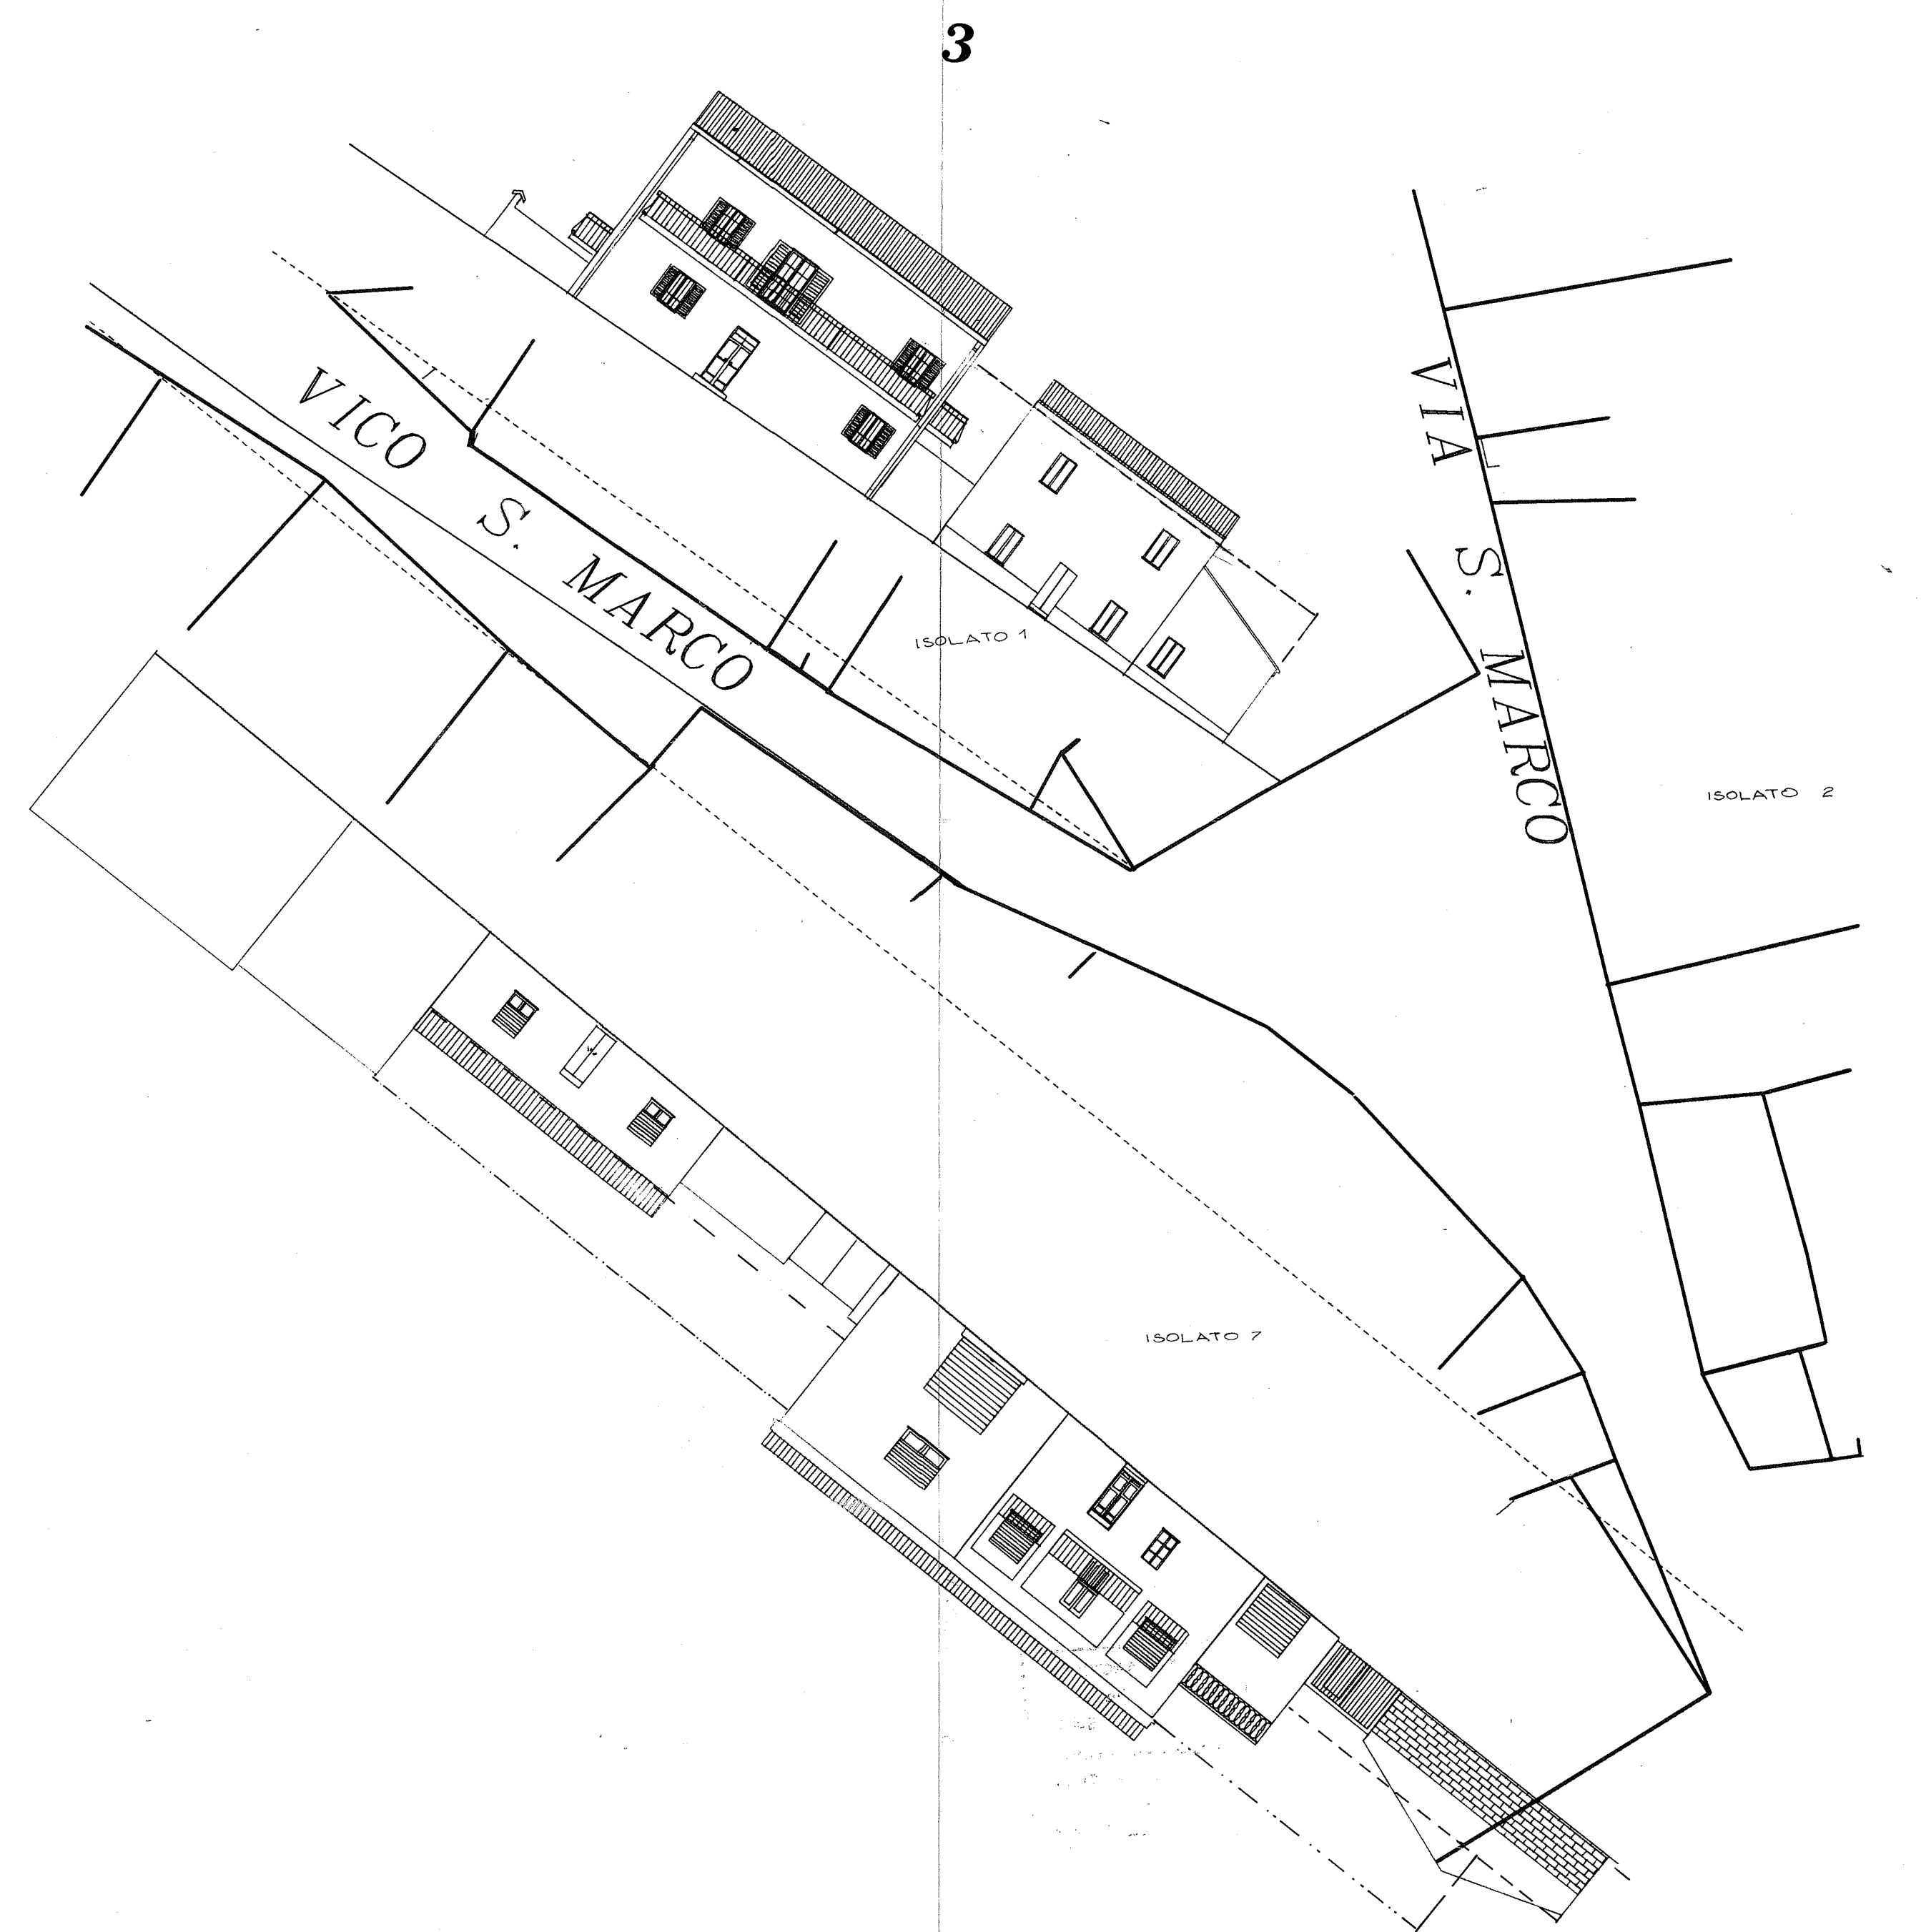 3
VICO S. MARCO
VIA S. MARCO
ISOLATO 1
ISOLATO 2
ISOLATO 7